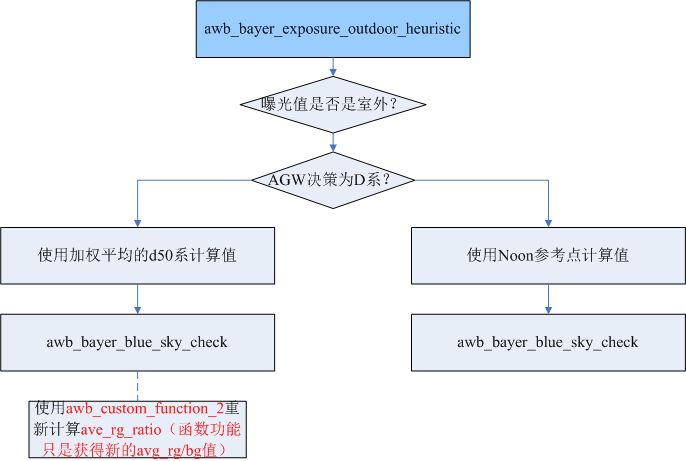 awb_bayer_exposure_outdoor_heuristic
曝光值是否是室外？
AGW决策为D系？
使用加权平均的d50系计算值
使用Noon参考点计算值
awb_bayer_blue_sky_check
awb_bayer_blue_sky_check
使用awb_custom_function_2重
新计算ave_rg_ratio（函数功能
只是获得新的avg_rg/bg值）